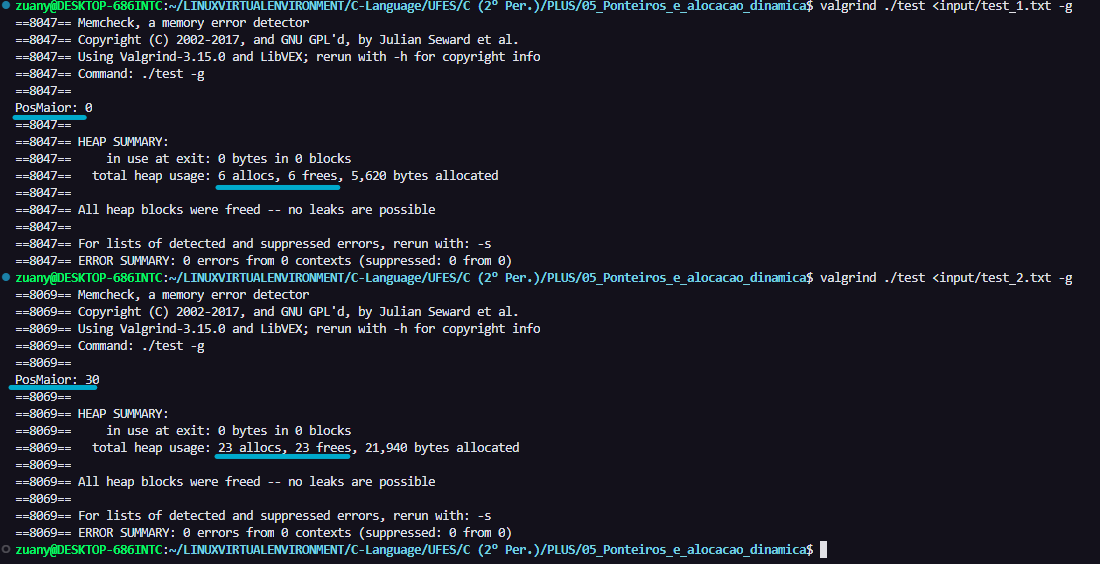 zuany@DESKTOP-686INTC:~/LINUXVIRTUALENVIRONMENT/C-Language/UFES/C (2º Per.)/PLUS/05_Ponteiros_e_alocacao_dinamica$ valgrind ./test <input/test_1.txt -g
==8047== Memcheck, a memory error detector
==8047== Copyright (C) 2002-2017, and GNU GPL'd, by Julian Seward et al.
==8047== Using Valgrind-3.15.0 and LibVEX; rerun with -h for copyright info
==8047== Command: ./test -g
==8047==
PosMaior: 0
==8047==
==8047== HEAP SUMMARY:
==8047==     in use at exit: 0 bytes in 0 blocks
==8047==   total heap usage: 6 allocs, 6 frees, 5,620 bytes allocated
==8047==
==8047== All heap blocks were freed -- no leaks are possible
==8047==
==8047== For lists of detected and suppressed errors, rerun with: -s
==8047== ERROR SUMMARY: 0 errors from 0 contexts (suppressed: 0 from 0)
zuany@DESKTOP-686INTC:~/LINUXVIRTUALENVIRONMENT/C-Language/UFES/C (2º Per.)/PLUS/05_Ponteiros_e_alocacao_dinamica$ valgrind ./test <input/test_2.txt -g
==8069== Memcheck, a memory error detector
==8069== Copyright (C) 2002-2017, and GNU GPL'd, by Julian Seward et al.
==8069== Using Valgrind-3.15.0 and LibVEX; rerun with -h for copyright info
==8069== Command: ./test -g
==8069==
PosMaior: 30
==8069==
==8069== HEAP SUMMARY:
==8069==     in use at exit: 0 bytes in 0 blocks
==8069==   total heap usage: 23 allocs, 23 frees, 21,940 bytes allocated
==8069==
==8069== All heap blocks were freed -- no leaks are possible
==8069==
==8069== For lists of detected and suppressed errors, rerun with: -s
==8069== ERROR SUMMARY: 0 errors from 0 contexts (suppressed: 0 from 0)
zuany@DESKTOP-686INTC:~/LINUXVIRTUALENVIRONMENT/C-Language/UFES/C (2º Per.)/PLUS/05_Ponteiros_e_alocacao_dinamica$